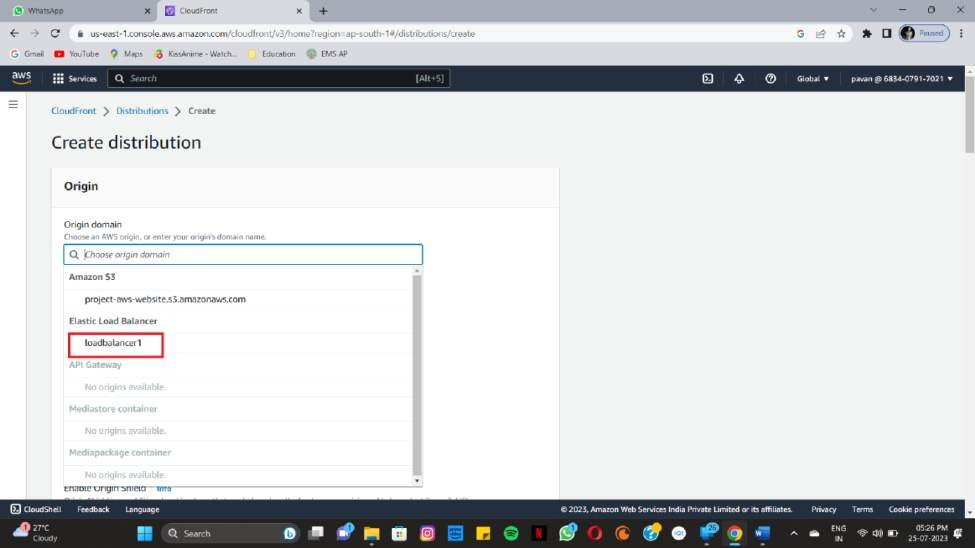 WhatsApp
CloudFront
us-east-1.console.aws.amazon.com/cloudfront/v3/home?region=ap-south-1#/distributions/create
Paused
Gmail YouTube Maps KissAnime - Watch... Education EMS AP
aws Services Search [Alt+S] Global pavan @ 6834-0791-7021
CloudFront Distributions Create
Create distribution
Origin
Origin domain
Choose an AWS origin, or enter your origin's domain name.
Choose origin domain
Amazon S3
project-aws-website.s3.amazonaws.com
Elastic Load Balancer
loadbalancer1
API Gateway
No origins available.
Mediastore container
No origins available.
Mediapackage container
No origins available.
Enable Origin Shield Info
CloudShell Feedback Language © 2023, Amazon Web Services India Private Limited or its affiliates. Privacy Terms Cookie preferences
27°C
Cloudy
Search
ENG
IN
05:26 PM
25-07-2023